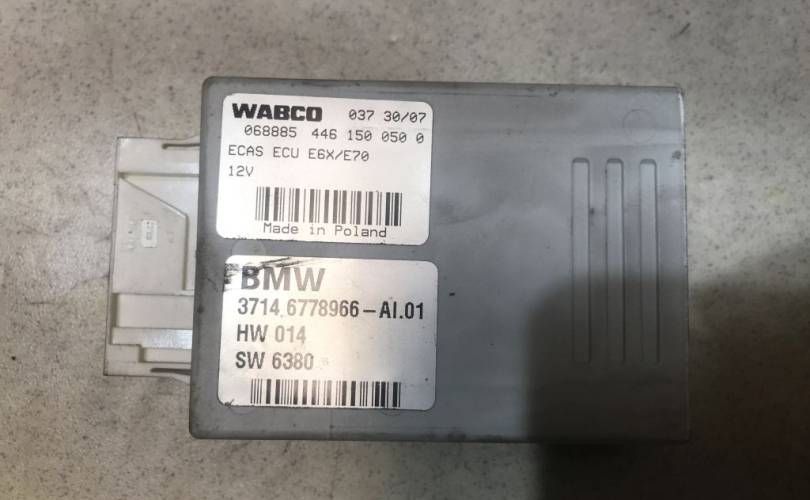 WABCO 037 30/07
068885 446 150 050 0
ECAS ECU E6X/E70
12V
Made in Poland
BMW
3714.6778966-AI.01
HW 014
SW 6380